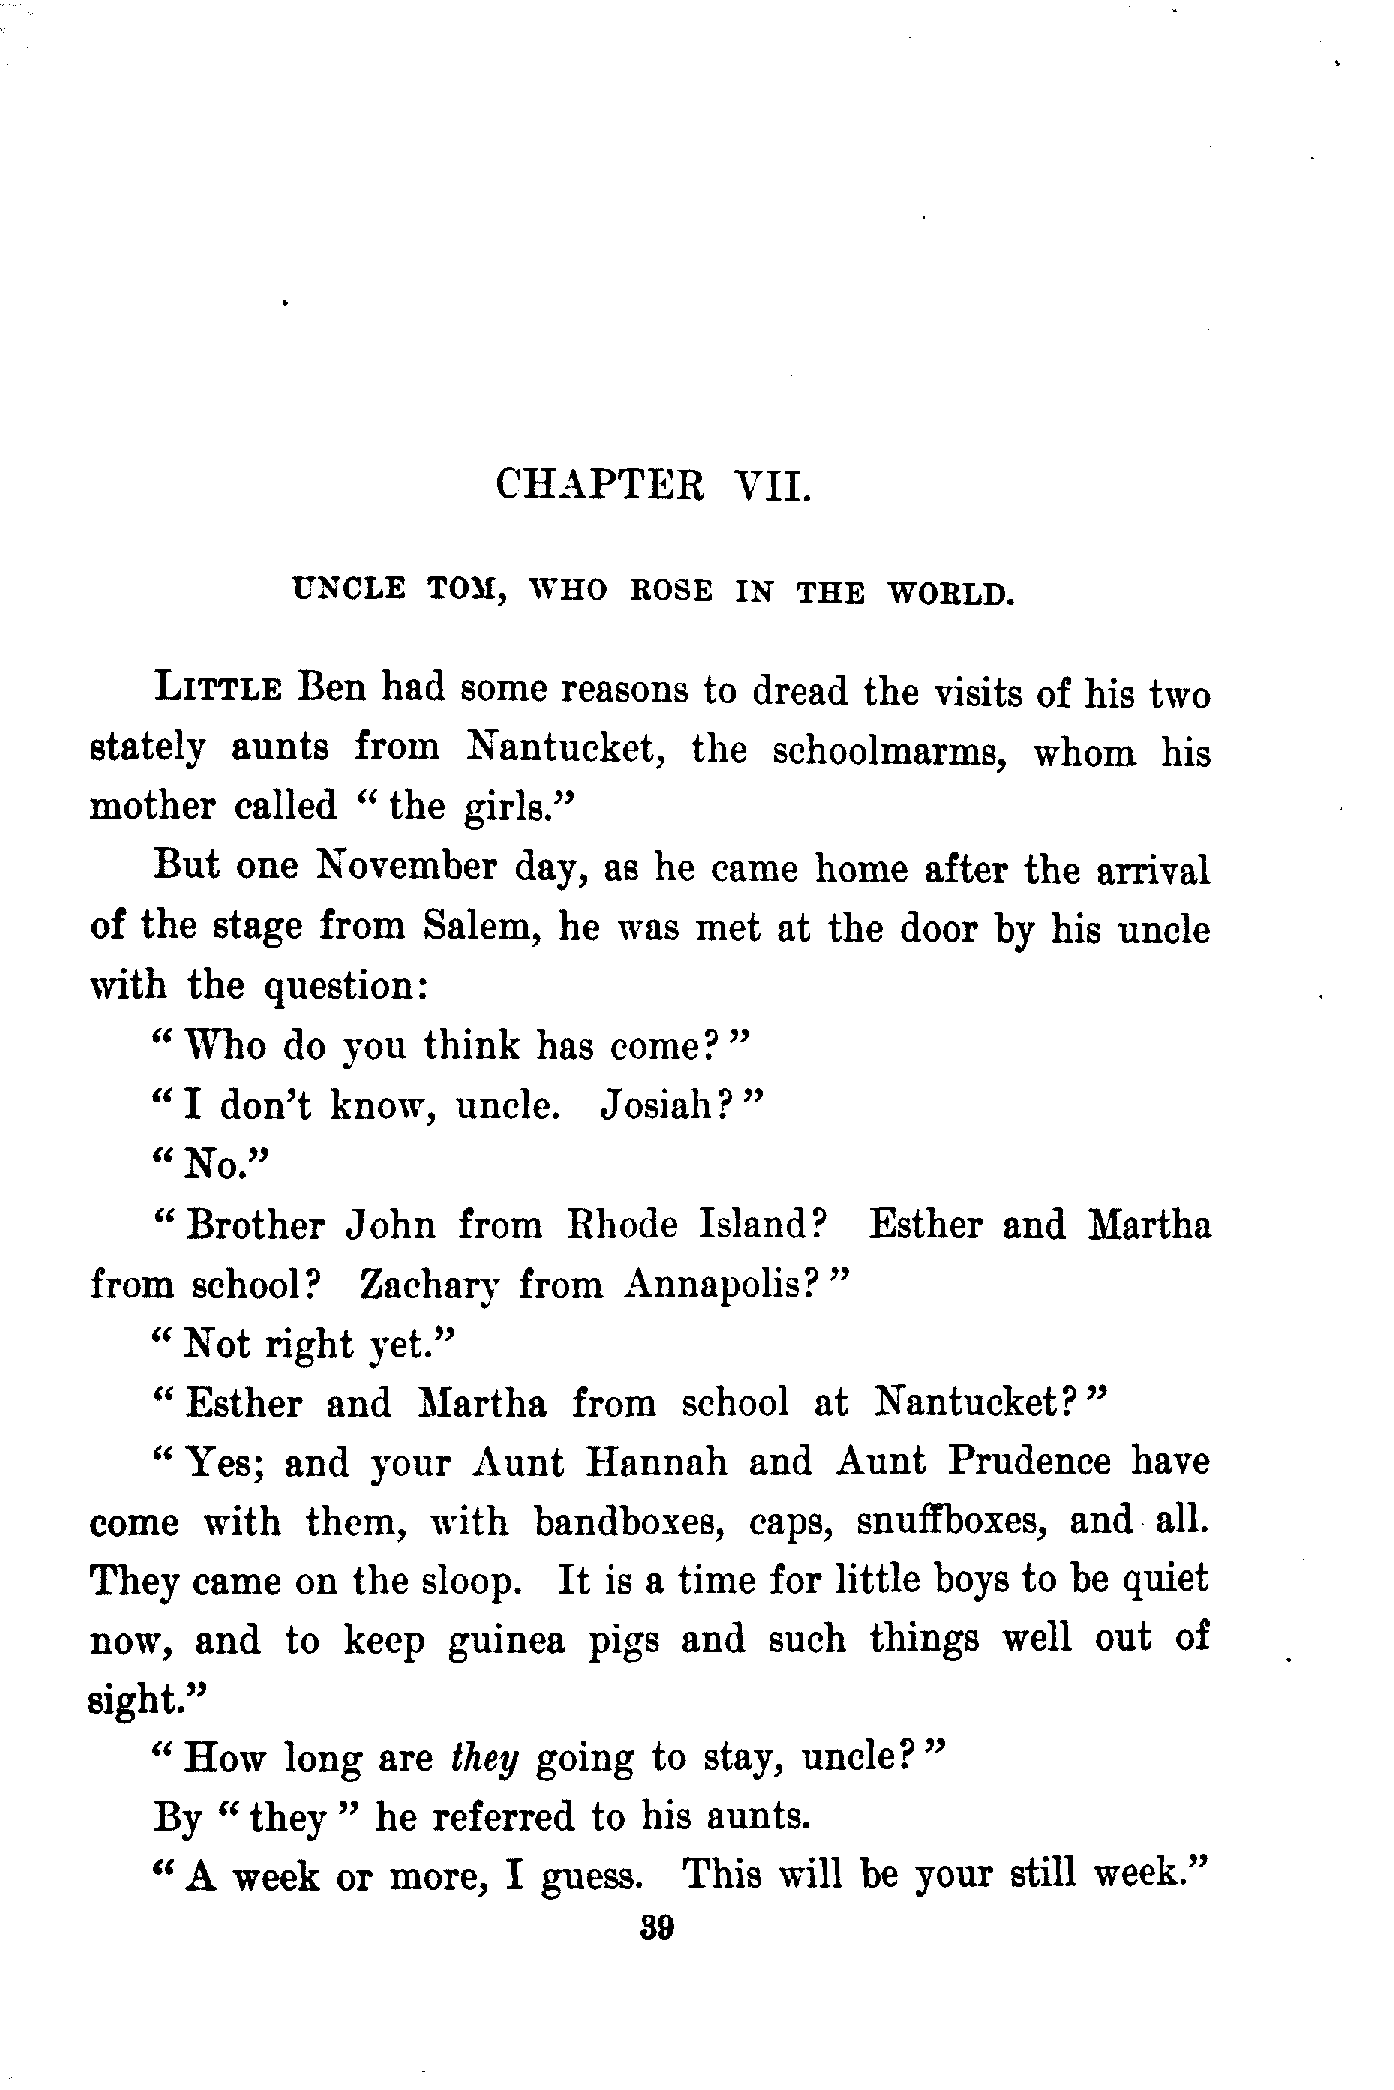 CHAPTER VII.
UNCLE TOM, WHO ROSE IN THE WORLD.
LITTLE Ben had some reasons to dread the visits of his two
stately aunts from Nantucket, the schoolmarms, whom his
mother called “ the girls.”
But one November day, as he came home after the arrival
of the stage from Salem, he was met at the door by his uncle
with the question:
“ Who do you think has come? ”
“ I don’t know, uncle. Josiah? ”
“ No.”
“ Brother John from Rhode Island? Esther and Martha
from school? Zachary from Annapolis? ”
“ Not right yet.”
“ Esther and Martha from school at Nantucket? ”
“ Yes; and your Aunt Hannah and Aunt Prudence have
come with them, with bandboxes, caps, snuffboxes, and all.
They came on the sloop. It is a time for little boys to be quiet
now, and to keep guinea pigs and such things well out of
sight.”
“ How long are they going to stay, uncle? ”
By “ they ” he referred to his aunts.
“ A week or more, I guess. This will be your still week.”
39